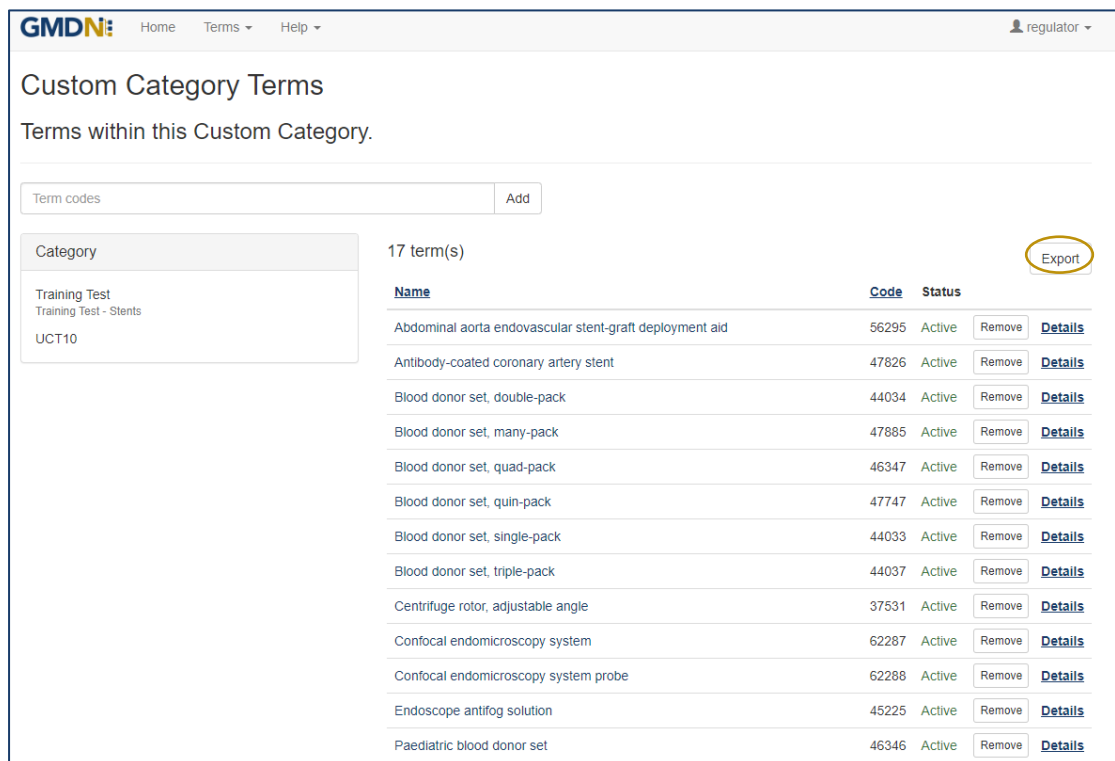 GMDN Home Terms Help regulator
Custom Category Terms
Terms within this Custom Category.
Term codes Add
Category
Training Test
Training Test - Stents
UCT10
17 term(s) Export
Name Code Status
Abdominal aorta endovascular stent-graft deployment aid 56295 Active Remove Details
Antibody-coated coronary artery stent 47826 Active Remove Details
Blood donor set, double-pack 44034 Active Remove Details
Blood donor set, many-pack 47885 Active Remove Details
Blood donor set, quad-pack 46347 Active Remove Details
Blood donor set, quin-pack 47747 Active Remove Details
Blood donor set, single-pack 44033 Active Remove Details
Blood donor set, triple-pack 44037 Active Remove Details
Centrifuge rotor, adjustable angle 37531 Active Remove Details
Confocal endomicroscopy system 62287 Active Remove Details
Confocal endomicroscopy system probe 62288 Active Remove Details
Endoscope antifog solution 45225 Active Remove Details
Paediatric blood donor set 46346 Active Remove Details